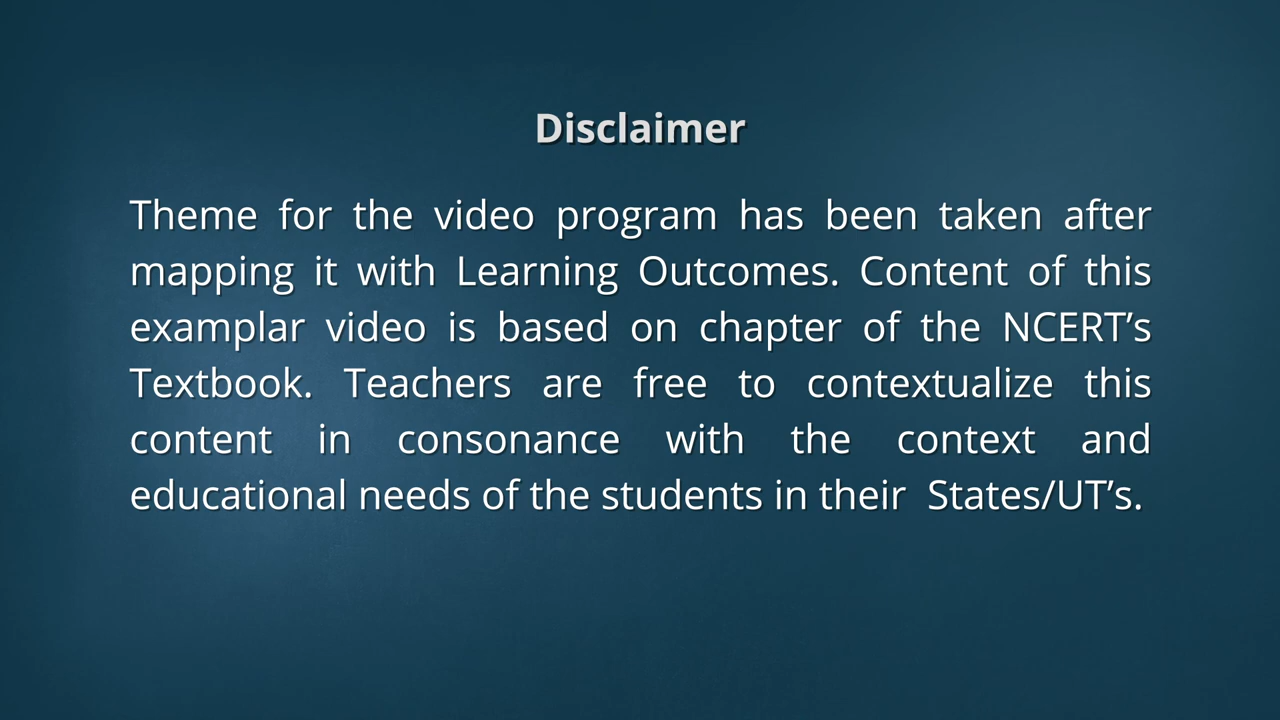 Disclaimer
Theme for the video program has been taken after
mapping it with Learning Outcomes. Content of this
examplar video is based on chapter of the NCERT’s
Textbook. Teachers are free to contextualize this
content in consonance with the context and
educational needs of the students in their States/UT’s.